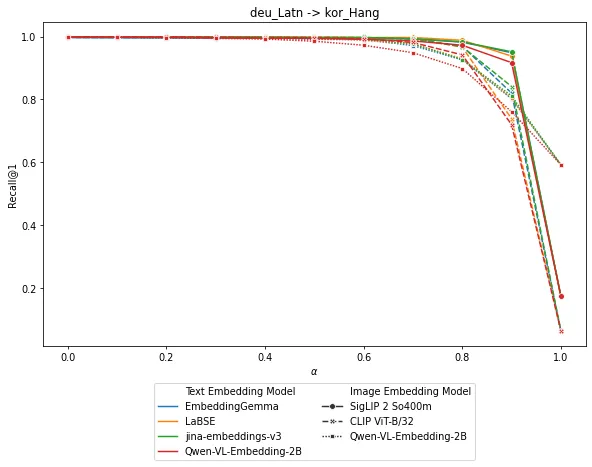 deu_Latn -> kor_Hang
1.0
0.8
0.6
0.4
0.2
Recall@1
0.0 0.2 0.4 0.6 0.8 1.0
α
Text Embedding Model Image Embedding Model
EmbeddingGemma SigLIP 2 So400m
LaBSE CLIP ViT-B/32
jina-embeddings-v3 Qwen-VL-Embedding-2B
Qwen-VL-Embedding-2B